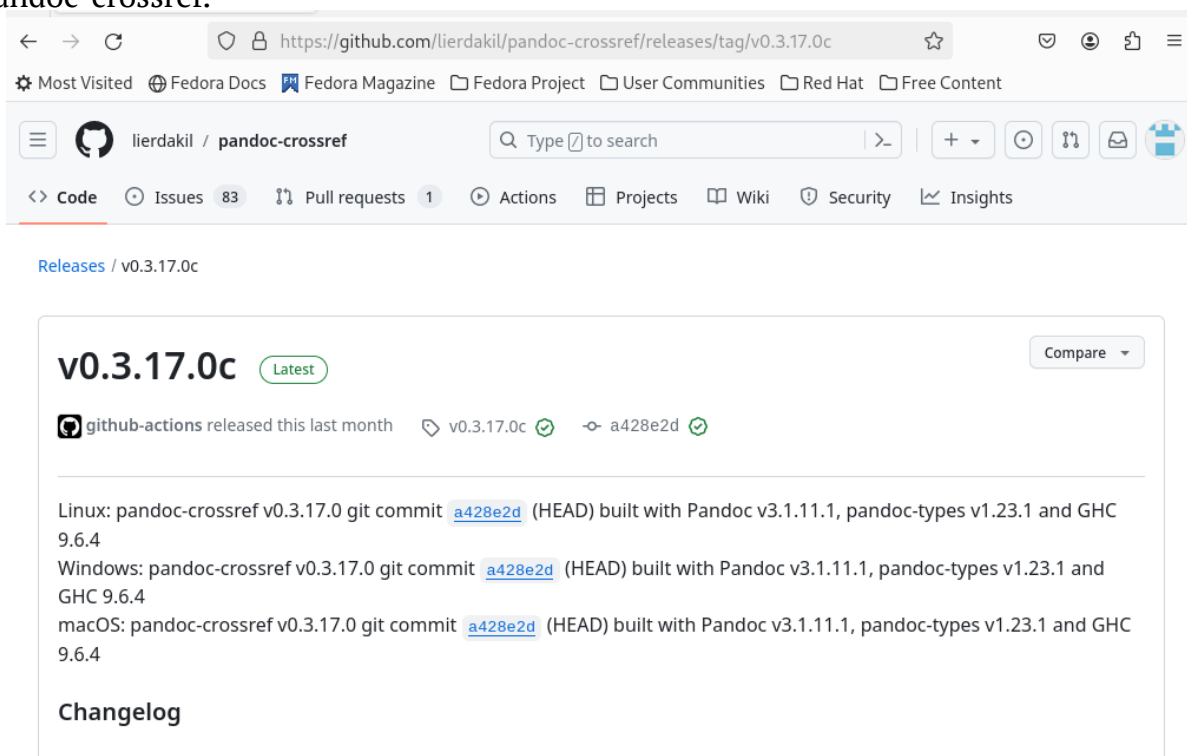 pandoc-crossref.
https://github.com/lierdakil/pandoc-crossref/releases/tag/v0.3.17.0c
Most Visited Fedora Docs Fedora Magazine Fedora Project User Communities Red Hat Free Content
lierdakil / pandoc-crossref Type / to search
Code Issues 83 Pull requests 1 Actions Projects Wiki Security Insights
Releases / v0.3.17.0c
v0.3.17.0c Latest Compare
github-actions released this last month v0.3.17.0c a428e2d
Linux: pandoc-crossref v0.3.17.0 git commit a428e2d (HEAD) built with Pandoc v3.1.11.1, pandoc-types v1.23.1 and GHC
9.6.4
Windows: pandoc-crossref v0.3.17.0 git commit a428e2d (HEAD) built with Pandoc v3.1.11.1, pandoc-types v1.23.1 and
GHC 9.6.4
macOS: pandoc-crossref v0.3.17.0 git commit a428e2d (HEAD) built with Pandoc v3.1.11.1, pandoc-types v1.23.1 and GHC
9.6.4
Changelog